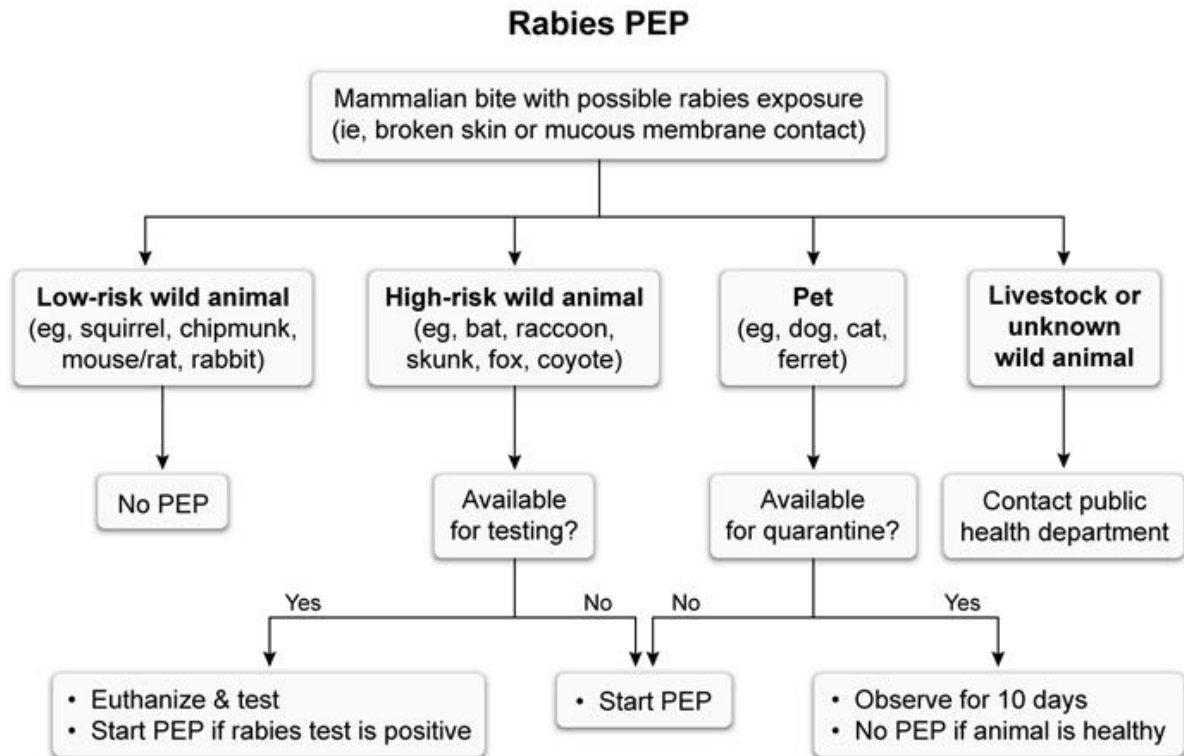 Rabies PEP
Mammalian bite with possible rabies exposure
(ie, broken skin or mucous membrane contact)
Low-risk wild animal
(eg, squirrel, chipmunk,
mouse/rat, rabbit)
High-risk wild animal
(eg, bat, raccoon,
skunk, fox, coyote)
Pet
(eg, dog, cat,
ferret)
Livestock or
unknown
wild animal
No PEP
Available
for testing?
Available
for quarantine?
Contact public
health department
Yes
No
No
Yes
• Euthanize & test
• Start PEP if rabies test is positive
• Start PEP
• Observe for 10 days
• No PEP if animal is healthy